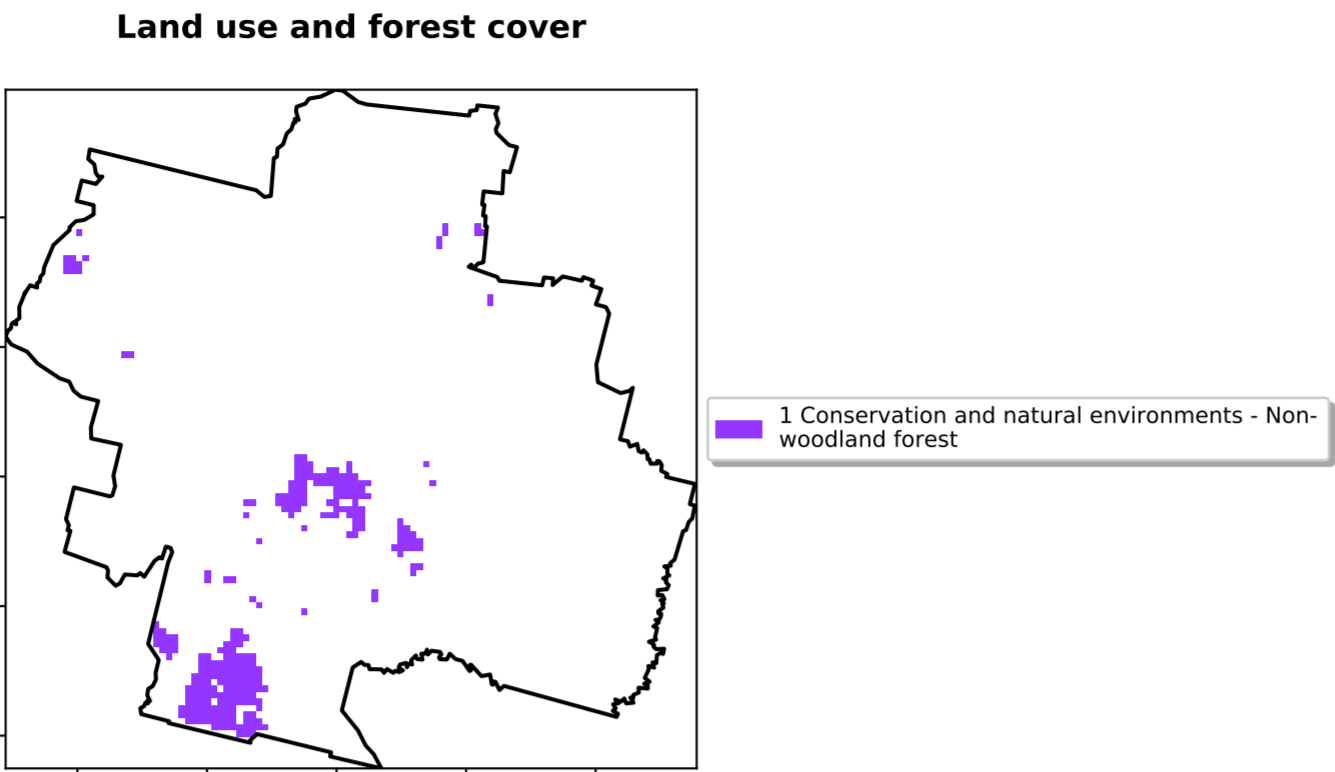 Land use and forest cover
1 Conservation and natural environments - Non-
woodland forest